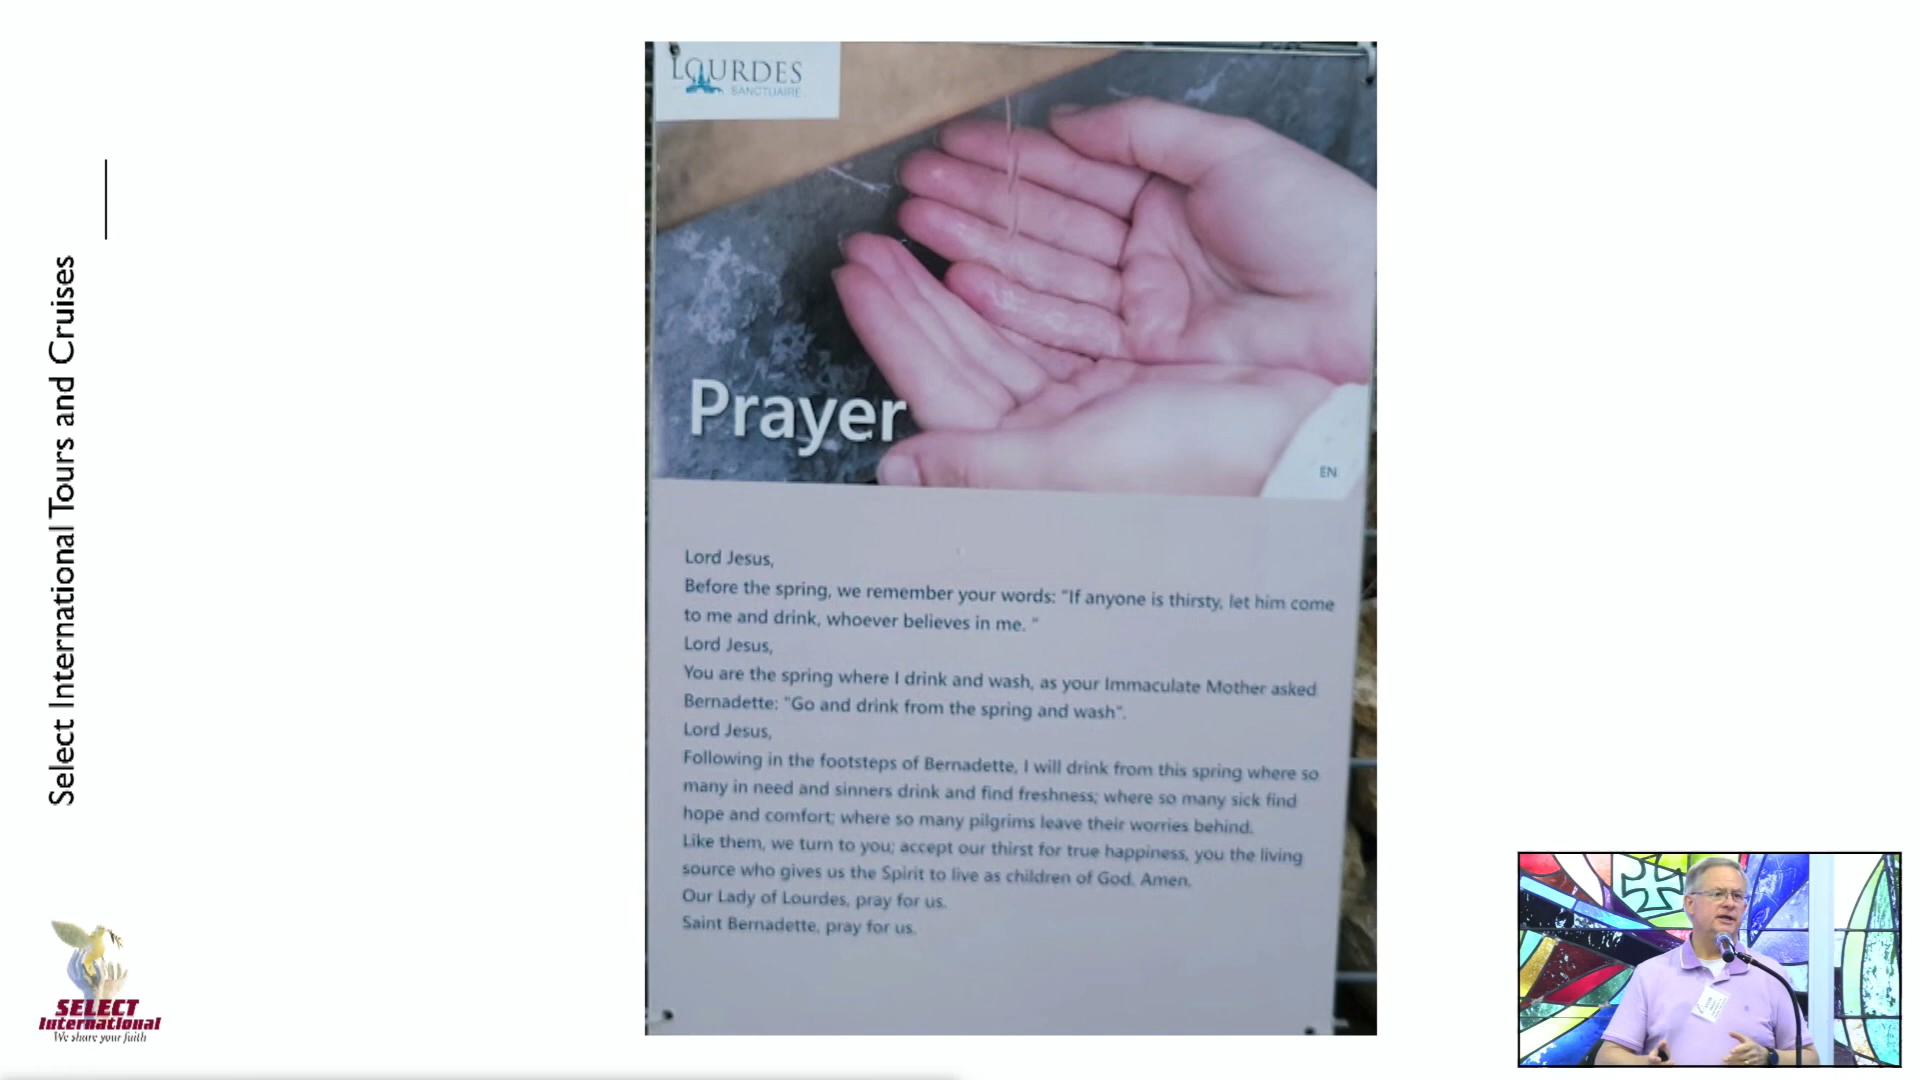 Select International Tours and Cruises
LOURDES
SANCTUAIRE
Prayer
EN
Lord Jesus,
Before the spring, we remember your words: "If anyone is thirsty, let him come
to me and drink, whoever believes in me. "
Lord Jesus,
You are the spring where I drink and wash, as your Immaculate Mother asked
Bernadette: "Go and drink from the spring and wash".
Lord Jesus,
Following in the footsteps of Bernadette, I will drink from this spring where so
many in need and sinners drink and find freshness; where so many sick find
hope and comfort; where so many pilgrims leave their worries behind.
Like them, we turn to you; accept our thirst for true happiness, you the living
source who gives us the Spirit to live as children of God. Amen.
Our Lady of Lourdes, pray for us.
Saint Bernadette, pray for us.
SELECT
International
We share your faith